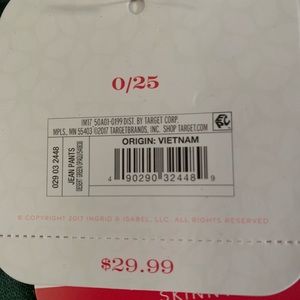 0/25
IM17 50A01-0199 DIST. BY TARGET CORP.
MPLS., MN 55403 ©2017 TARGETBRANDS, INC. SHOP TARGET.COM
029 03 2448
JEAN PANTS
ORIGIN: VIETNAM
4 90290 32448 9
© COPYRIGHT 2017 INGRID & ISABEL, LLC. ALL RIGHTS RESERVED
$29.99